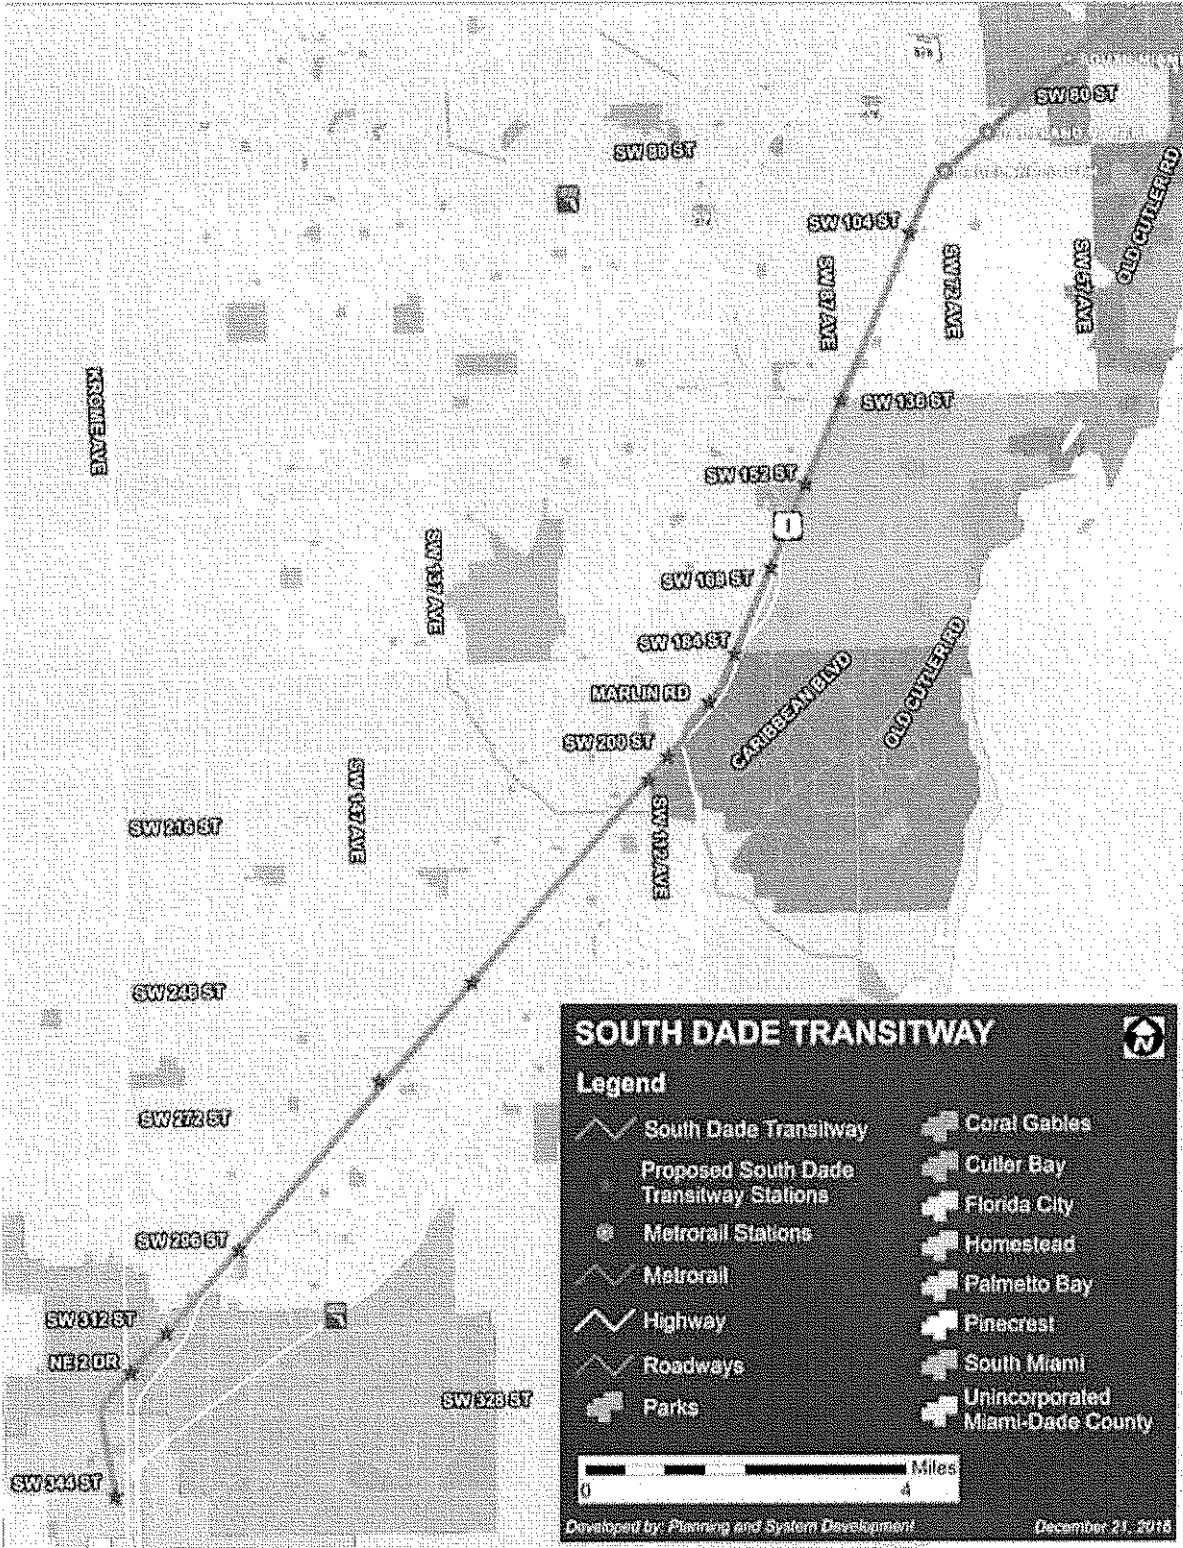 SW 80 ST
SW 88 ST
OLD CUTLER RD
SW 104 ST
SW 87 AVE
SW 72 AVE
SW 57 AVE
KROME AVE
SW 136 ST
SW 152 ST
1
SW 137 AVE
SW 168 ST
SW 184 ST
MARLIN RD
CARIBBEAN BLVD
OLD CUTLER RD
SW 200 ST
SW 147 AVE
SW 112 AVE
SW 216 ST
SW 248 ST
SW 272 ST
SW 296 ST
SW 312 ST
NE 2 DR
SW 328 ST
SW 344 ST
SOUTH DADE TRANSITWAY
N
Legend
South Dade Transitway
Proposed South Dade
Transitway Stations
Metrorail Stations
Metrorail
Highway
Roadways
Parks
Coral Gables
Cutler Bay
Florida City
Homestead
Palmetto Bay
Pinecrest
South Miami
Unincorporated
Miami-Dade County
Miles
0 4
Developed by: Planning and System Development
December 21, 2018